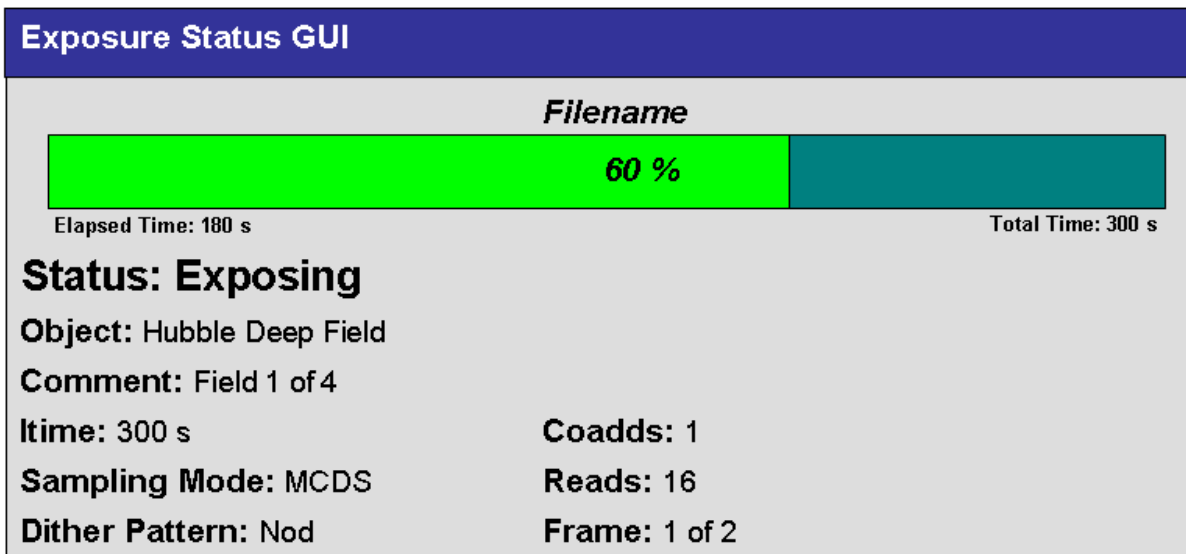 Exposure Status GUI
Filename
60 %
Elapsed Time: 180 s
Total Time: 300 s
Status: Exposing
Object: Hubble Deep Field
Comment: Field 1 of 4
Itime: 300 s
Coadds: 1
Sampling Mode: MCDS
Reads: 16
Dither Pattern: Nod
Frame: 1 of 2